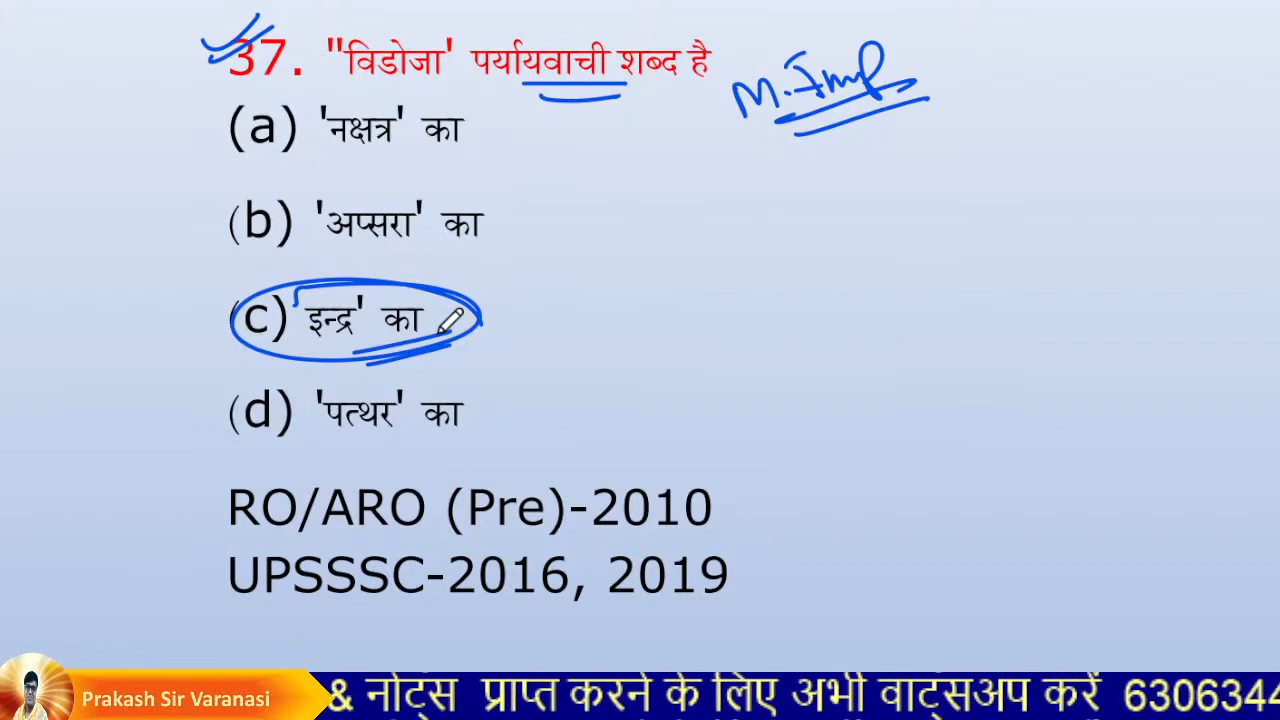 37. "विडोजा' पर्यायवाची शब्द है
M. Imp
(a) 'नक्षत्र' का
(b) 'अप्सरा' का
(c) 'इन्द्र' का
(d) 'पत्थर' का
RO/ARO (Pre)-2010
UPSSSC-2016, 2019
Prakash Sir Varanasi
& नोट्स प्राप्त करने के लिए अभी वाट्सअप करें 6306344